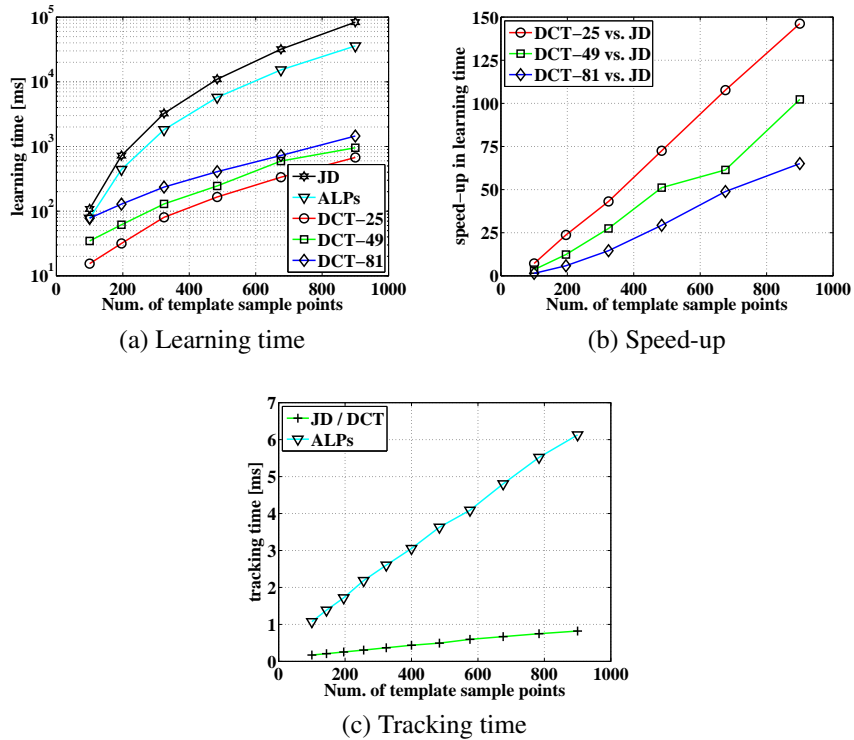 10^5
10^4
10^3
10^2
10^1
learning time [ms]
JD
ALPs
DCT-25
DCT-49
DCT-81
0 200 400 600 800 1000
Num. of template sample points
(a) Learning time
150
125
100
75
50
25
0
speed-up in learning time
DCT-25 vs. JD
DCT-49 vs. JD
DCT-81 vs. JD
0 200 400 600 800 1000
Num. of template sample points
(b) Speed-up
7
6
5
4
3
2
1
0
tracking time [ms]
JD / DCT
ALPs
0 200 400 600 800 1000
Num. of template sample points
(c) Tracking time